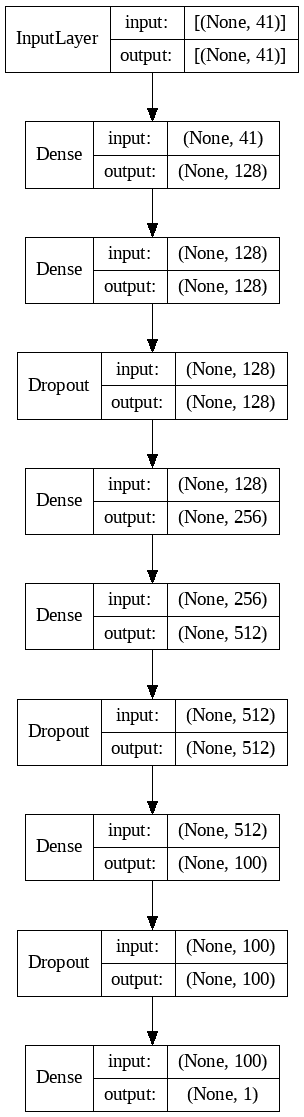 InputLayer input: [(None, 41)]
output: [(None, 41)]
Dense input: (None, 41)
output: (None, 128)
Dense input: (None, 128)
output: (None, 128)
Dropout input: (None, 128)
output: (None, 128)
Dense input: (None, 128)
output: (None, 256)
Dense input: (None, 256)
output: (None, 512)
Dropout input: (None, 512)
output: (None, 512)
Dense input: (None, 512)
output: (None, 100)
Dropout input: (None, 100)
output: (None, 100)
Dense input: (None, 100)
output: (None, 1)